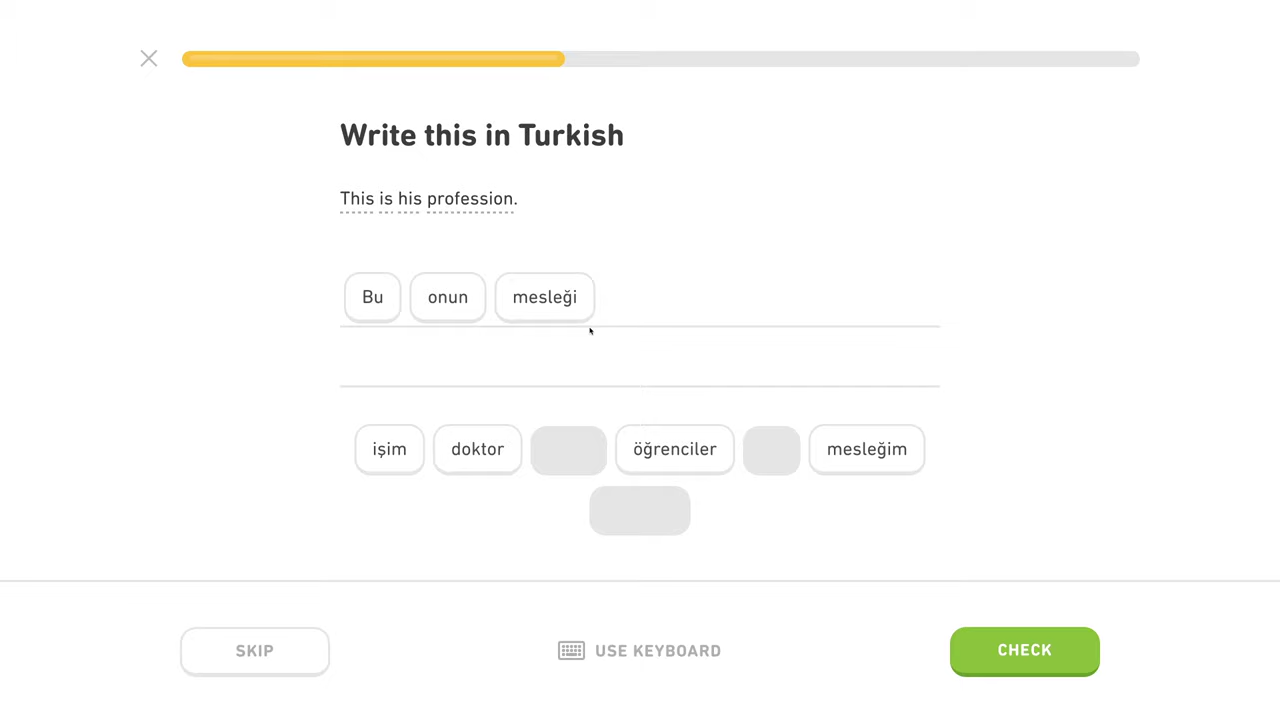 Write this in Turkish
This is his profession.
Bu onun mesleği
işim doktor öğrenciler mesleğim
SKIP USE KEYBOARD CHECK